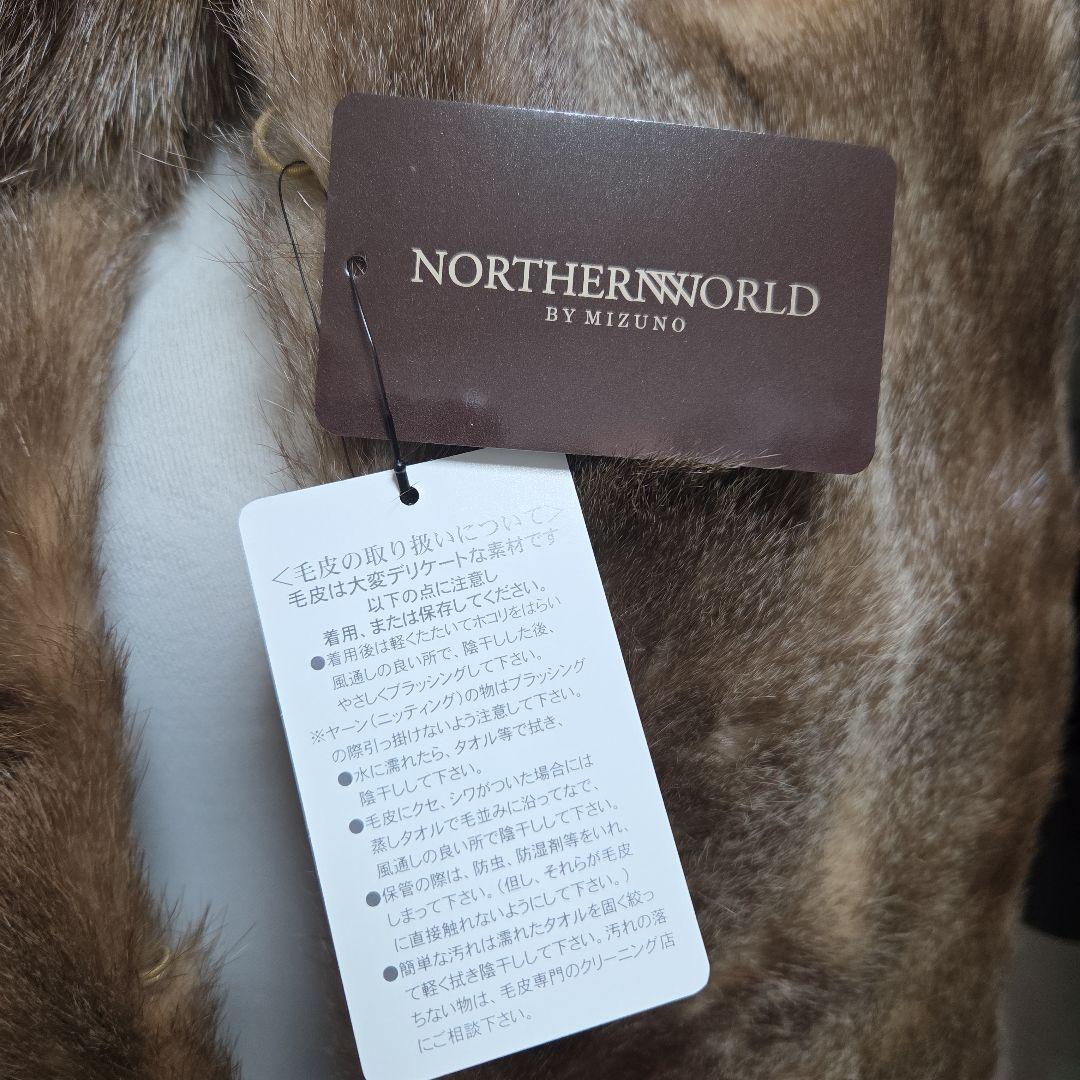 NORTHERNWORLD
BY MIZUNO
<毛皮の取り扱いについて>
毛皮は大変デリケートな素材です
以下の点に注意し
着用、または保存してください。
●着用後は軽くたたいてホコリをはらい
風通しの良い所で、陰干しした後、
やさしくブラッシングして下さい。
※ヤーン(ニッティング)の物はブラッシング
の際引っ掛けないよう注意して下さい。
●水に濡れたら、タオル等で拭き、
陰干しして下さい。
●毛皮にクセ、シワがついた場合には
蒸しタオルで毛並みに沿ってなで、
風通しの良い所で陰干しして下さい。
●保管の際は、防虫、防湿剤等をいれ、
しまって下さい。(但し、それらが毛皮
に直接触れないようにして下さい。)
●簡単な汚れは濡れたタオルを固く絞っ
て軽く拭き陰干しして下さい。汚れの落
ちない物は、毛皮専門のクリーニング店
にご相談下さい。